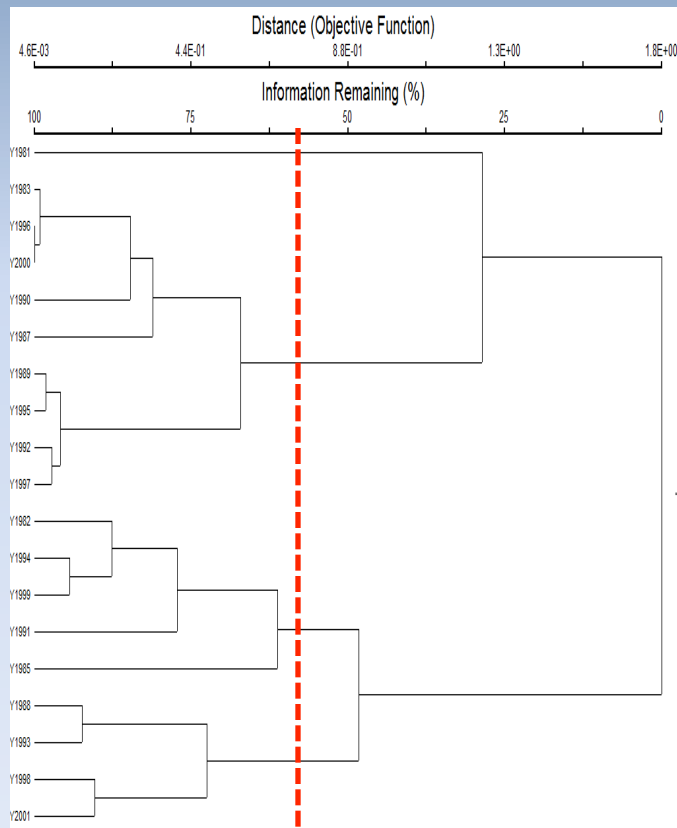 Distance (Objective Function)
4.6E-03 4.4E-01 8.8E-01 1.3E+00 1.8E+00
Information Remaining (%)
100 75 50 25 0
Y1981
Y1983
Y1996
Y2000
Y1990
Y1987
Y1989
Y1995
Y1992
Y1997
Y1982
Y1994
Y1999
Y1991
Y1985
Y1988
Y1993
Y1998
Y2001